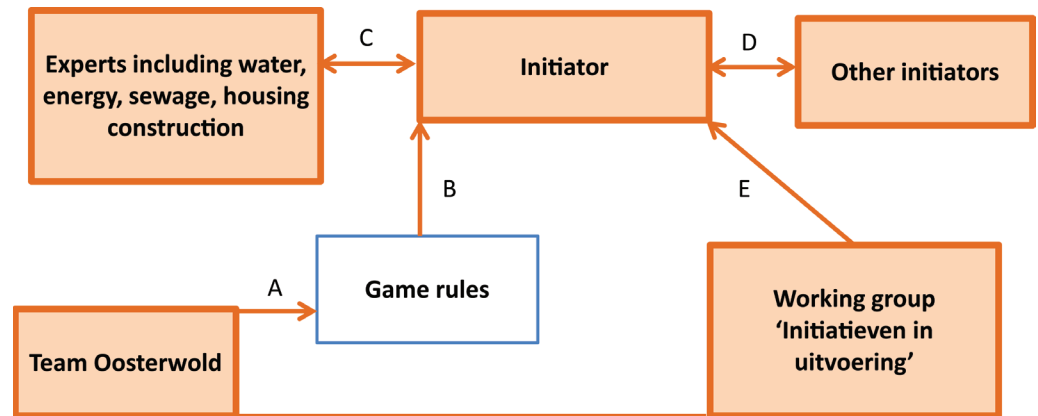 Experts including water,
energy, sewage, housing
construction
C
Initiator
D
Other initiators
B
E
A
Game rules
Team Oosterwold
Working group
‘Initiatieven in
uitvoering’